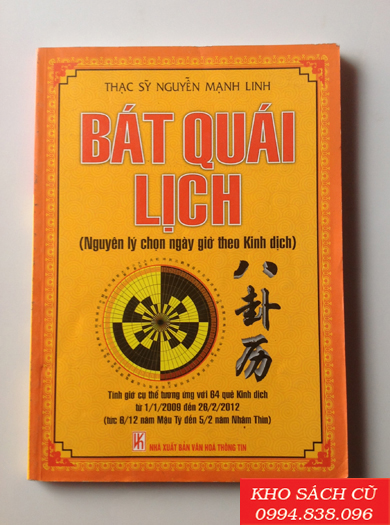 THẠC SỸ NGUYỄN MẠNH LINH
BÁT QUÁI
LỊCH
(Nguyên lý chọn ngày giờ theo Kinh dịch)
八卦历
Tính giờ cụ thể tương ứng với 64 quẻ Kinh dịch
từ 1/1/2009 đến 26/2/2012
(tức 6/12 năm Mậu Tý đến 5/2 năm Nhâm Thìn)
NHÀ XUẤT BẢN VĂN HOÁ THÔNG TIN
KHO SÁCH CŨ
0994.838.096